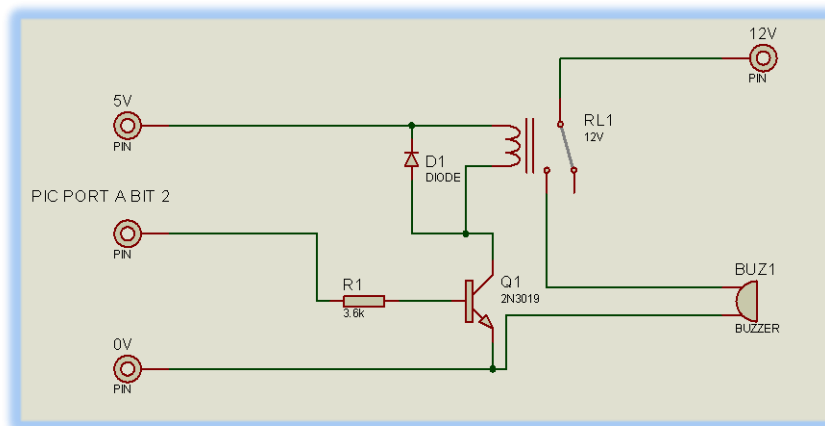 12V
PIN
5V
PIN
RL1
12V
D1
DIODE
PIC PORT A BIT 2
PIN
R1
3.6k
Q1
2N3019
BUZ1
BUZZER
0V
PIN